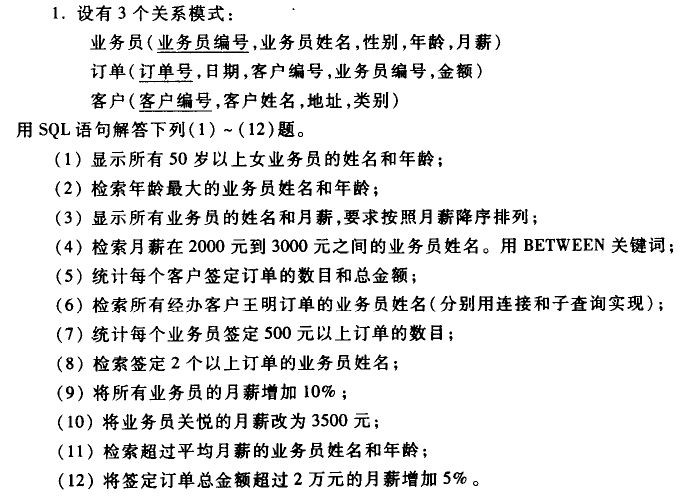 1. 设有3个关系模式：
业务员(业务员编号,业务员姓名,性别,年龄,月薪)
订单(订单号,日期,客户编号,业务员编号,金额)
客户(客户编号,客户姓名,地址,类别)
用SQL语句解答下列(1)~(12)题。
(1) 显示所有50岁以上女业务员的姓名和年龄；
(2) 检索年龄最大的业务员姓名和年龄；
(3) 显示所有业务员的姓名和月薪,要求按照月薪降序排列；
(4) 检索月薪在2000元到3000元之间的业务员姓名。用BETWEEN关键词；
(5) 统计每个客户签定订单的数目和总金额；
(6) 检索所有经办客户王明订单的业务员姓名(分别用连接和子查询实现)；
(7) 统计每个业务员签定500元以上订单的数目；
(8) 检索签定2个以上订单的业务员姓名；
(9) 将所有业务员的月薪增加10%；
(10) 将业务员关悦的月薪改为3500元；
(11) 检索超过平均月薪的业务员姓名和年龄；
(12) 将签定订单总金额超过2万元的月薪增加5%。